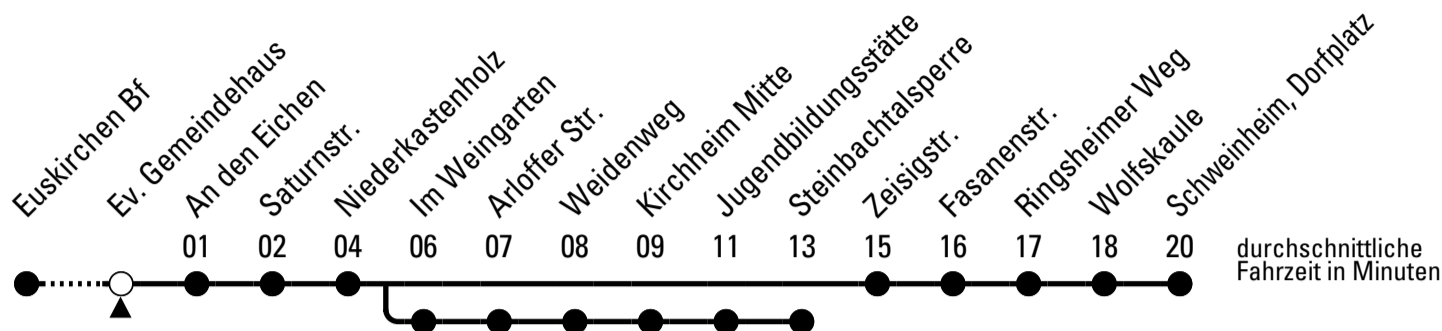 Euskirchen Bf
Ev. Gemeindehaus
An den Eichen
Saturnstr.
Niederkastenholz
Im Weingarten
Arloffer Str.
Weidenweg
Kirchheim Mitte
Jugendbildungsstätte
Steinbachtalsperre
Zeisigstr.
Fasanenstr.
Ringsheimer Weg
Wolfskaule
Schweinheim, Dorfplatz
01 02 04 06 07 08 09 11 13 15 16 17 18 20
durchschnittliche
Fahrzeit in Minuten